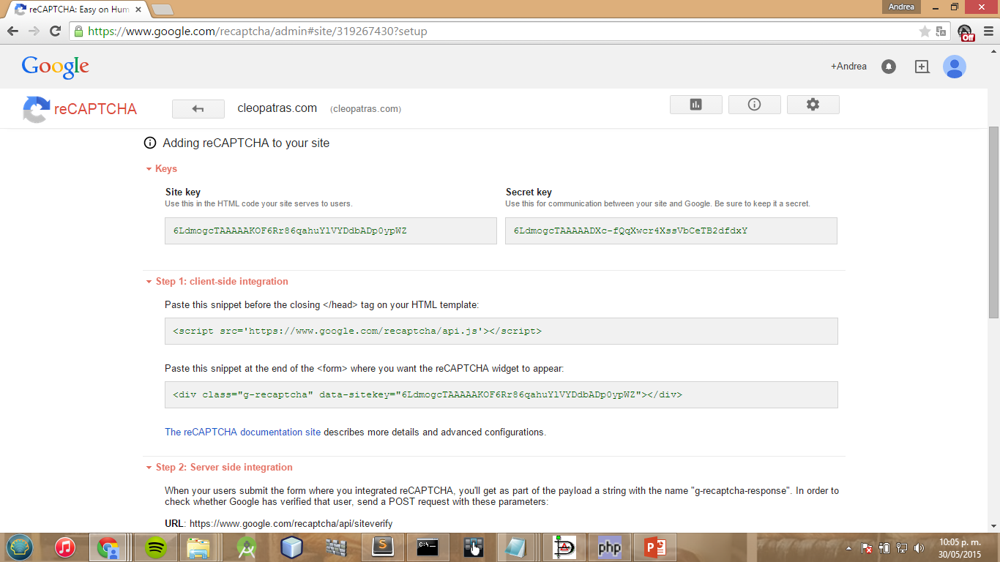 reCAPTCHA: Easy on Hum
Andrea
https://www.google.com/recaptcha/admin#site/319267430?setup
Off
Google
+Andrea
reCAPTCHA
cleopatras.com (cleopatras.com)
Adding reCAPTCHA to your site
Keys
Site key
Use this in the HTML code your site serves to users.
6LdmogcTAAAAAKOF6Rr86qahuYlVYDdbADp0ypWZ
Secret key
Use this for communication between your site and Google. Be sure to keep it a secret.
6LdmogcTAAAAADXc-fQqXwcr4XssVbCeTB2dfdxY
Step 1: client-side integration
Paste this snippet before the closing </head> tag on your HTML template:
<script src='https://www.google.com/recaptcha/api.js'></script>
Paste this snippet at the end of the <form> where you want the reCAPTCHA widget to appear:
<div class="g-recaptcha" data-sitekey="6LdmogcTAAAAAKOF6Rr86qahuYlVYDdbADp0ypWZ"></div>
The reCAPTCHA documentation site describes more details and advanced configurations.
Step 2: Server side integration
When your users submit the form where you integrated reCAPTCHA, you'll get as part of the payload a string with the name "g-recaptcha-response". In order to
check whether Google has verified that user, send a POST request with these parameters:
URL: https://www.google.com/recaptcha/api/siteverify
php
10:05 p. m.
30/05/2015